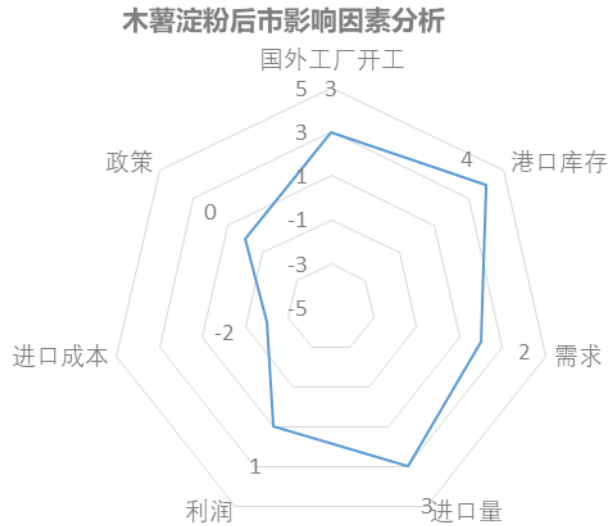 木薯淀粉后市影响因素分析
国外工厂开工
5
3
3
1
-1
-3
-5
4
港口库存
2
需求
3
进口量
1
利润
-2
进口成本
0
政策